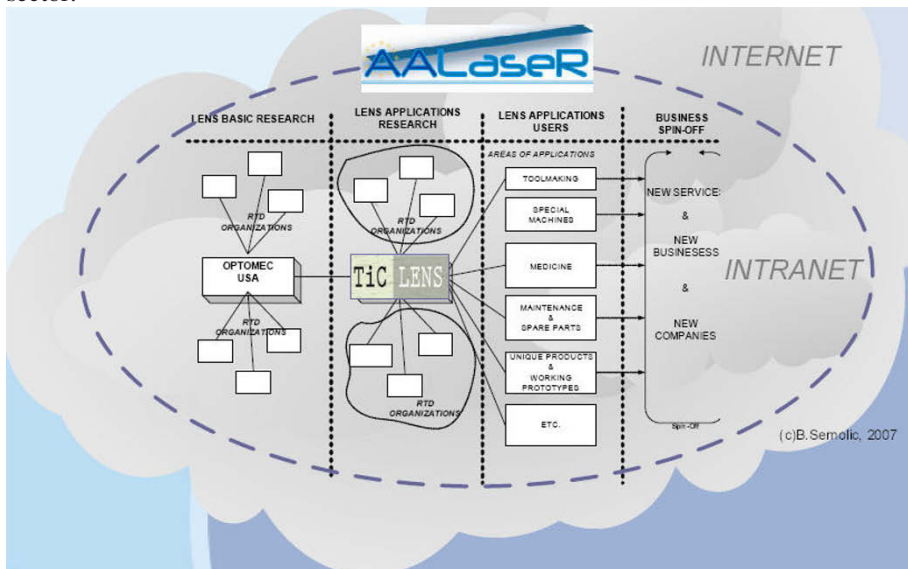 sector.
AALaseR
INTERNET
LENS BASIC RESEARCH
LENS APPLICATIONS
RESEARCH
LENS APPLICATION
USERS
BUSINESS
SPIN-OFF
AREAS OF APPLICATIONS
RTD
ORGANIZATIONS
RTD
ORGANIZATIONS
OPTOMEC
USA
TiC LENS
RTD
ORGANIZATIONS
RTD
ORGANIZATIONS
TOOLMAKING
SPECIAL
MACHINES
MEDICINE
MAINTENANCE
&
SPARE PARTS
UNIQUE PRODUCTS
&
WORKING
PROTOTYPES
ETC.
NEW SERVICES
&
NEW
BUSINESESS
&
NEW
COMPANIES
Spin-Off
INTRANET
(c)B.Semolic, 2007